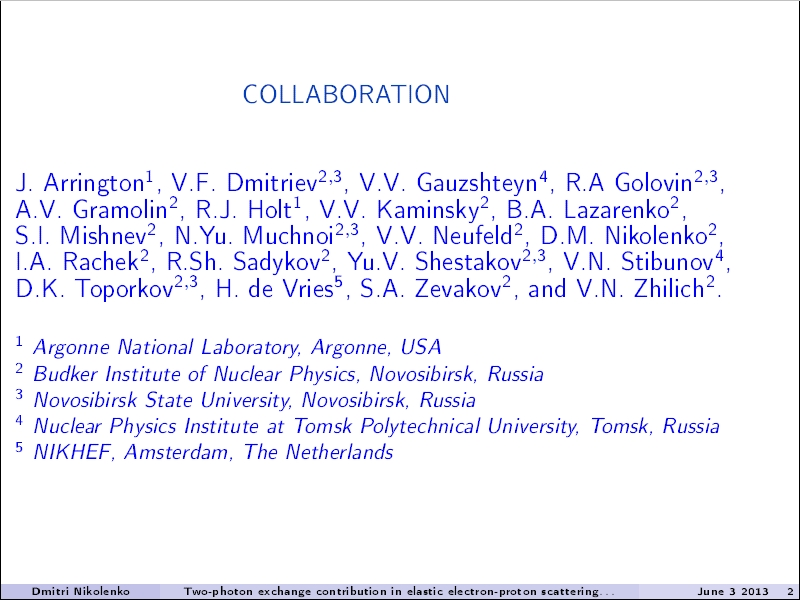 COLLABORATION
J. Arrington¹, V.F. Dmitriev²,³, V.V. Gauzshteyn⁴, R.A Golovin²,³,
A.V. Gramolin², R.J. Holt¹, V.V. Kaminsky², B.A. Lazarenko²,
S.I. Mishnev², N.Yu. Muchnoi²,³, V.V. Neufeld², D.M. Nikolenko²,
I.A. Rachek², R.Sh. Sadykov², Yu.V. Shestakov²,³, V.N. Stibunov⁴,
D.K. Toporkov²,³, H. de Vries⁵, S.A. Zevakov², and V.N. Zhilich².
¹ Argonne National Laboratory, Argonne, USA
² Budker Institute of Nuclear Physics, Novosibirsk, Russia
³ Novosibirsk State University, Novosibirsk, Russia
⁴ Nuclear Physics Institute at Tomsk Polytechnical University, Tomsk, Russia
⁵ NIKHEF, Amsterdam, The Netherlands
Dmitri Nikolenko Two-photon exchange contribution in elastic electron-proton scattering... June 3 2013 2